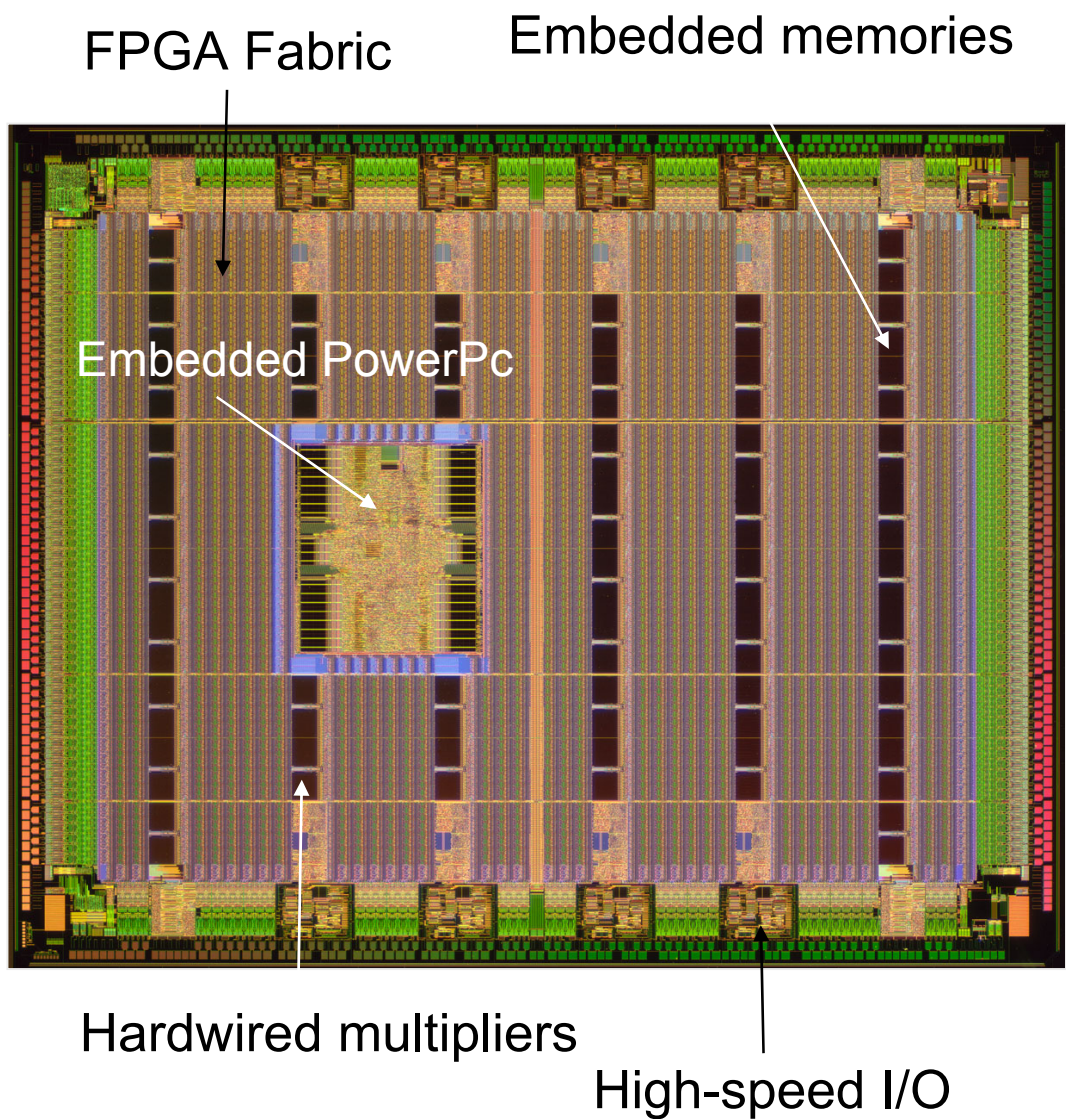 FPGA Fabric
Embedded memories
Embedded PowerPc
Hardwired multipliers
High-speed I/O